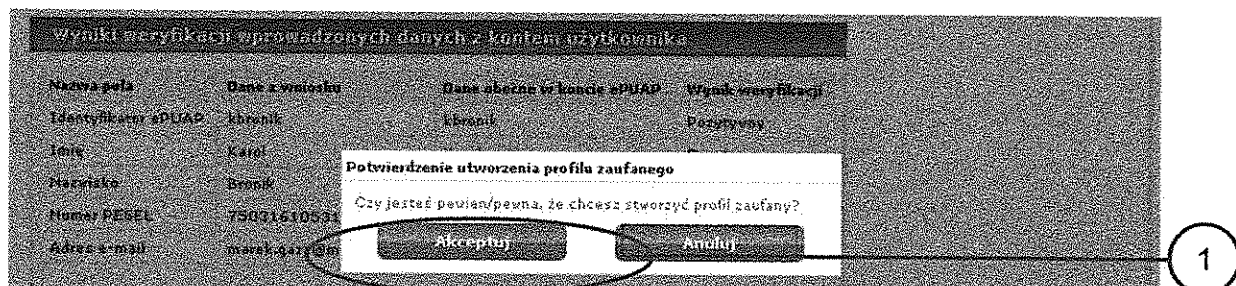 Wyniki weryfikacji wprowadzonych danych z kontem użytkownika
Nazwa pola Dane z wniosku Dane obecne w koncie ePUAP Wynik weryfikacji
Identyfikator ePUAP kbronik kbronik Pozytywny
Imię Karol
Nazwisko Bronik
Numer PESEL 75031610531
Adres e-mail
Potwierdzenie utworzenia profilu zaufanego
Czy jesteś pewien/pewna, że chcesz stworzyć profil zaufany?
Akceptuj Anuluj
1